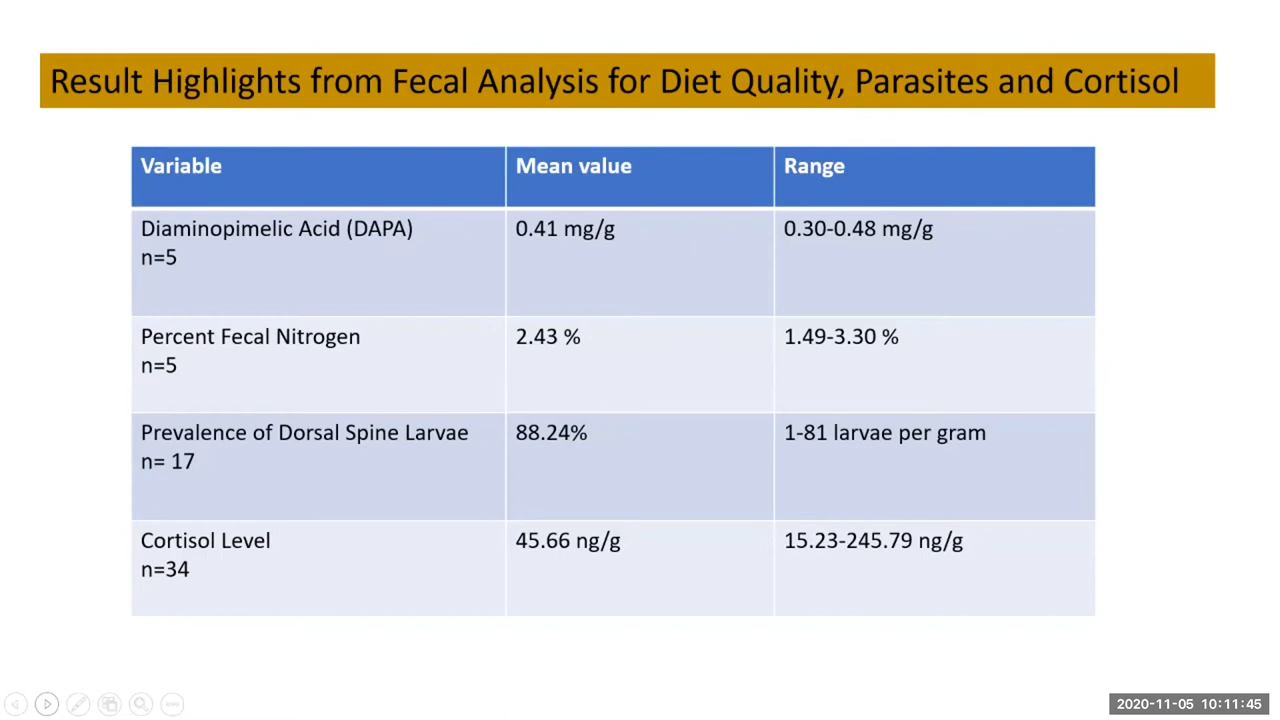 Result Highlights from Fecal Analysis for Diet Quality, Parasites and Cortisol
Variable
Mean value
Range
Diaminopimelic Acid (DAPA)
n=5
0.41 mg/g
0.30-0.48 mg/g
Percent Fecal Nitrogen
n=5
2.43 %
1.49-3.30 %
Prevalence of Dorsal Spine Larvae
n= 17
88.24%
1-81 larvae per gram
Cortisol Level
n=34
45.66 ng/g
15.23-245.79 ng/g
2020-11-05 10:11:45